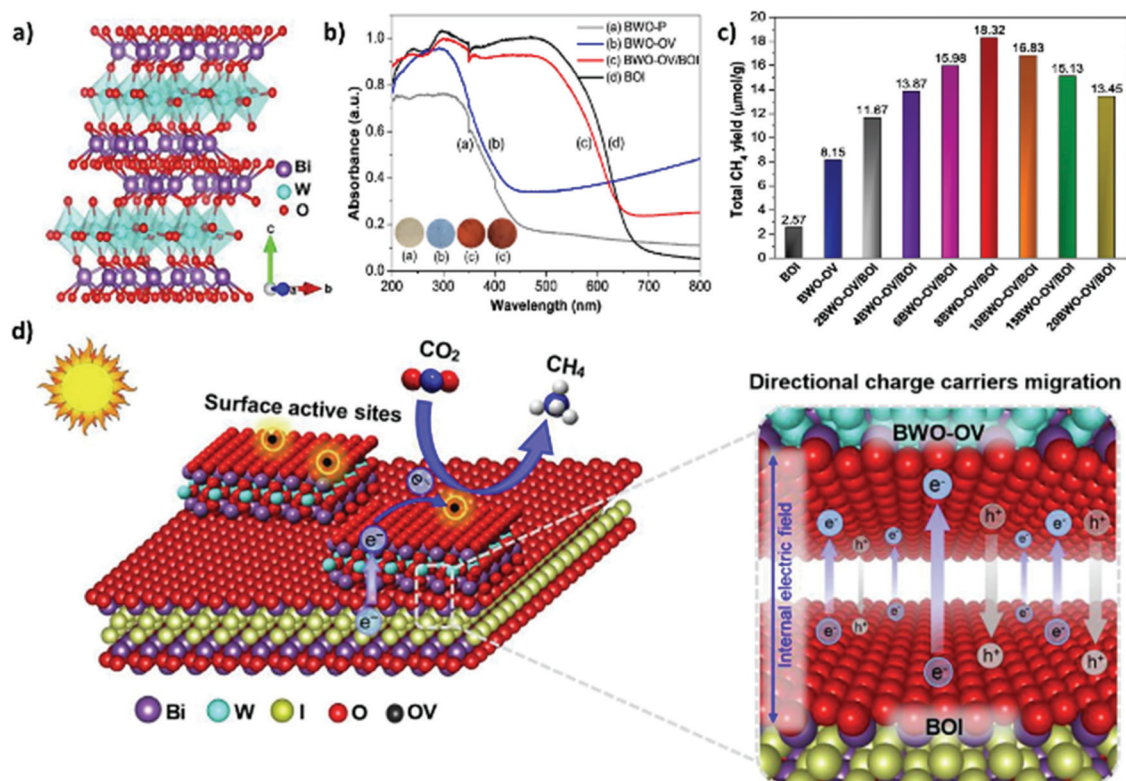 a)
Bi
W
O
c
a
b
b)
Absorbance (a.u.)
1.0
0.8
0.6
0.4
0.2
0.0
200 300 400 500 600 700 800
Wavelength (nm)
(a) BWO-P
(b) BWO-OV
(c) BWO-OV/BOI
(d) BOI
(a) (b) (c) (d)
(a) (b) (c) (c)
c)
Total CH4 yield (μmol/g)
20
18
16
14
12
10
8
6
4
2
0
2.57
8.15
11.67
13.87
15.98
18.32
16.83
15.13
13.45
BOI
BWO-OV
2BWO-OV/BOI
4BWO-OV/BOI
6BWO-OV/BOI
8BWO-OV/BOI
10BWO-OV/BOI
15BWO-OV/BOI
20BWO-OV/BOI
d)
CO2
CH4
Surface active sites
e-
e-
e-
Bi W I O OV
Directional charge carriers migration
BWO-OV
Internal electric field
e-
e- h+ e- h+ e- e- h+
e- h+ e- e- e- e- h+ h+
BOI